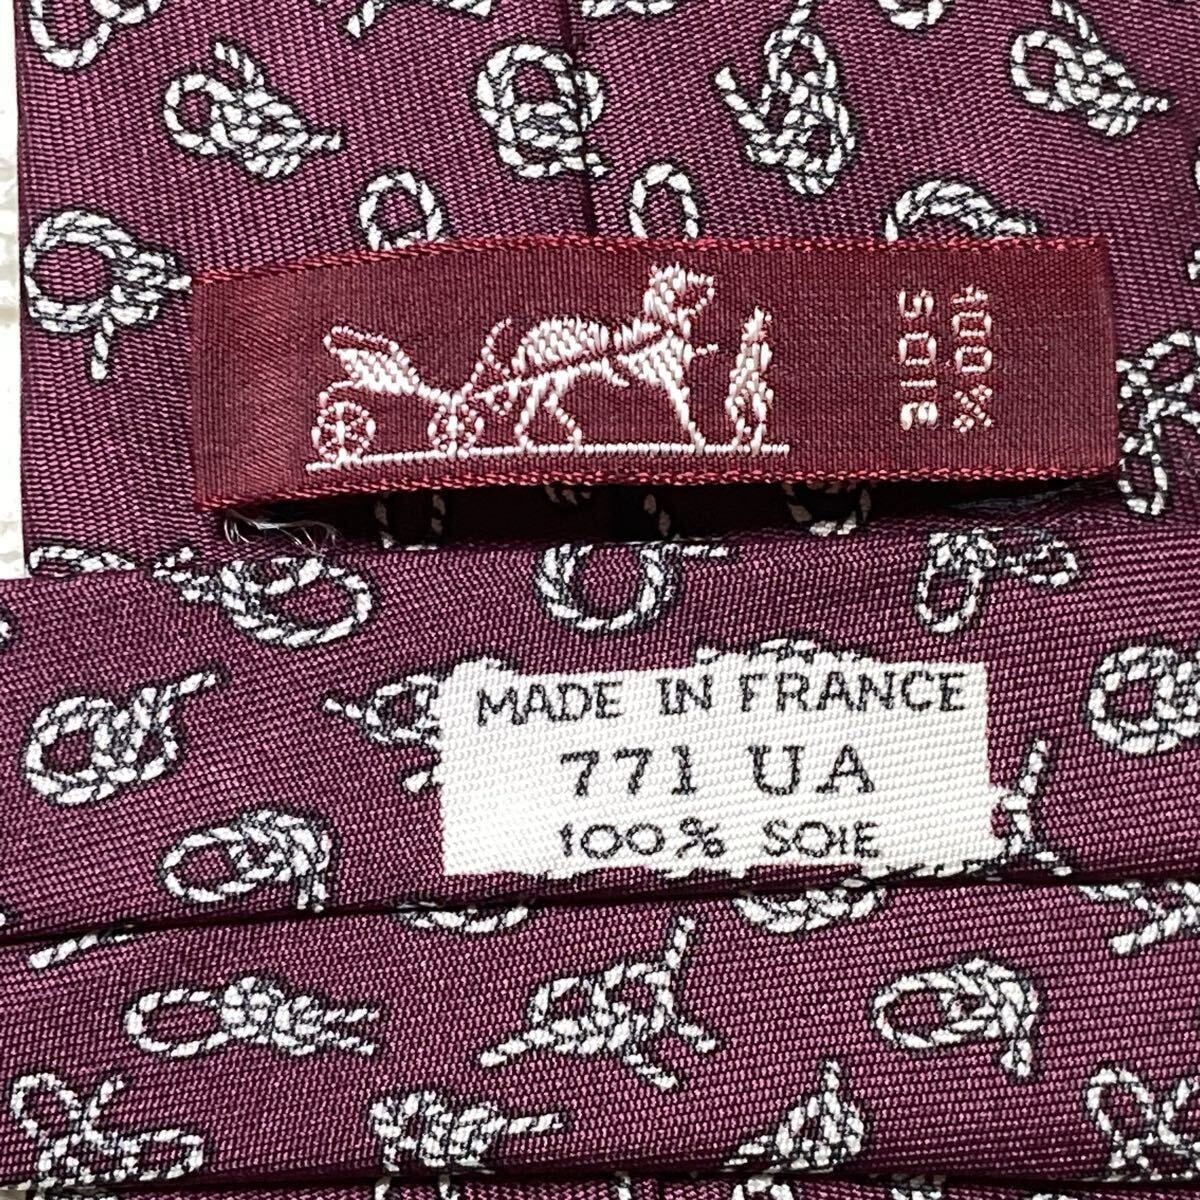 100%
SOIE
MADE IN FRANCE
771 UA
100% SOIE